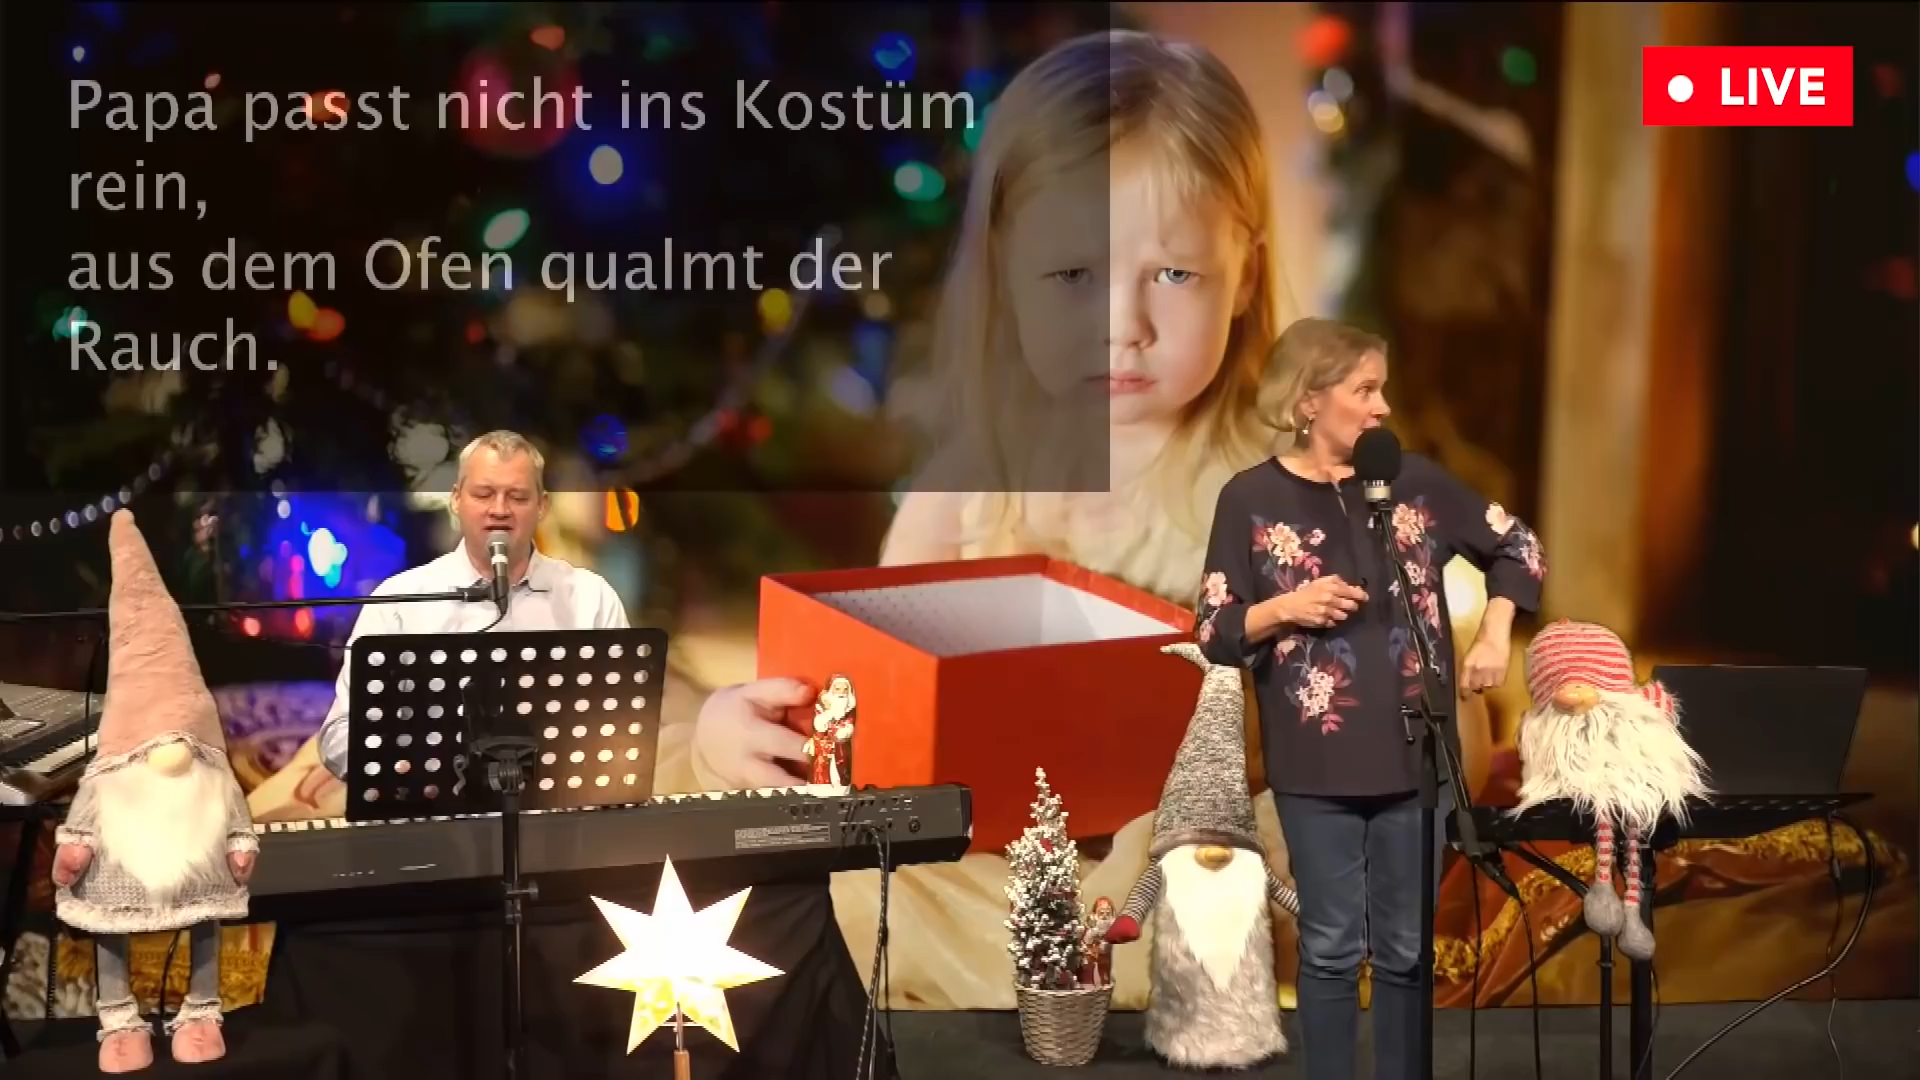 Papa passt nicht ins Kostüm
rein,
aus dem Ofen qualmt der
Rauch.
LIVE